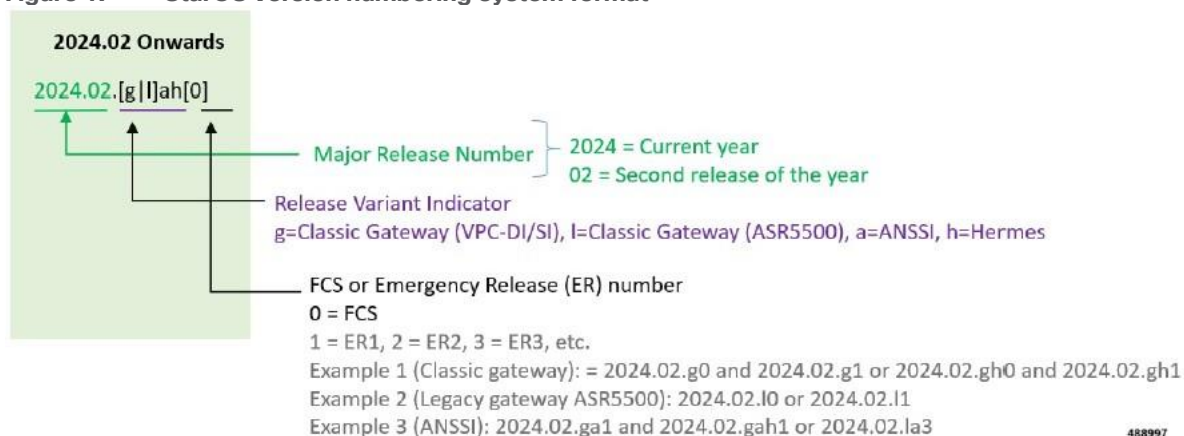 2024.02 Onwards
2024.02.[g|l]ah[0]
Major Release Number
2024 = Current year
02 = Second release of the year
Release Variant Indicator
g=Classic Gateway (VPC-DI/SI), l=Classic Gateway (ASR5500), a=ANSSI, h=Hermes
FCS or Emergency Release (ER) number
0 = FCS
1 = ER1, 2 = ER2, 3 = ER3, etc.
Example 1 (Classic gateway): = 2024.02.g0 and 2024.02.g1 or 2024.02.gh0 and 2024.02.gh1
Example 2 (Legacy gateway ASR5500): 2024.02.l0 or 2024.02.l1
Example 3 (ANSSI): 2024.02.ga1 and 2024.02.gah1 or 2024.02.la3
488997